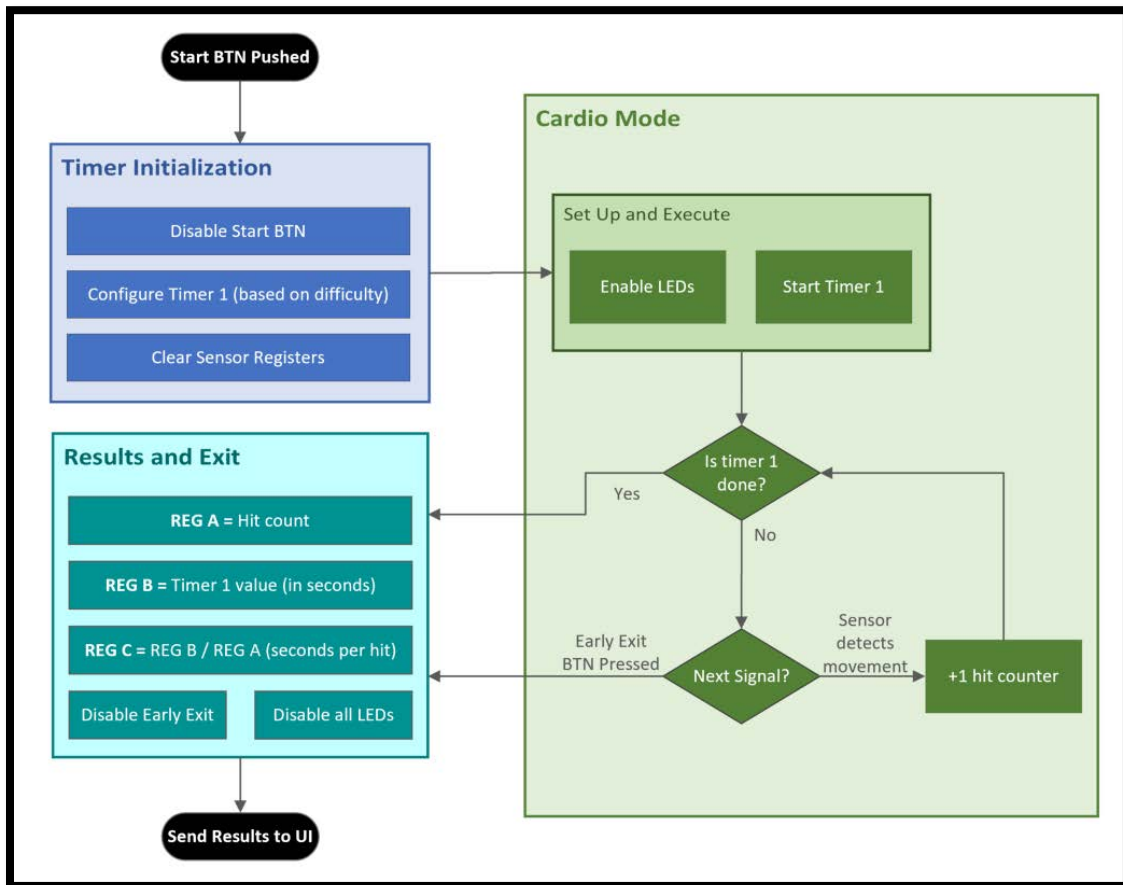 Start BTN Pushed
Timer Initialization
Disable Start BTN
Configure Timer 1 (based on difficulty)
Clear Sensor Registers
Cardio Mode
Set Up and Execute
Enable LEDs
Start Timer 1
Is timer 1
done?
Yes
No
Next Signal?
Early Exit
BTN Pressed
Sensor
detects
movement
+1 hit counter
Results and Exit
REG A = Hit count
REG B = Timer 1 value (in seconds)
REG C = REG B / REG A (seconds per hit)
Disable Early Exit
Disable all LEDs
Send Results to UI